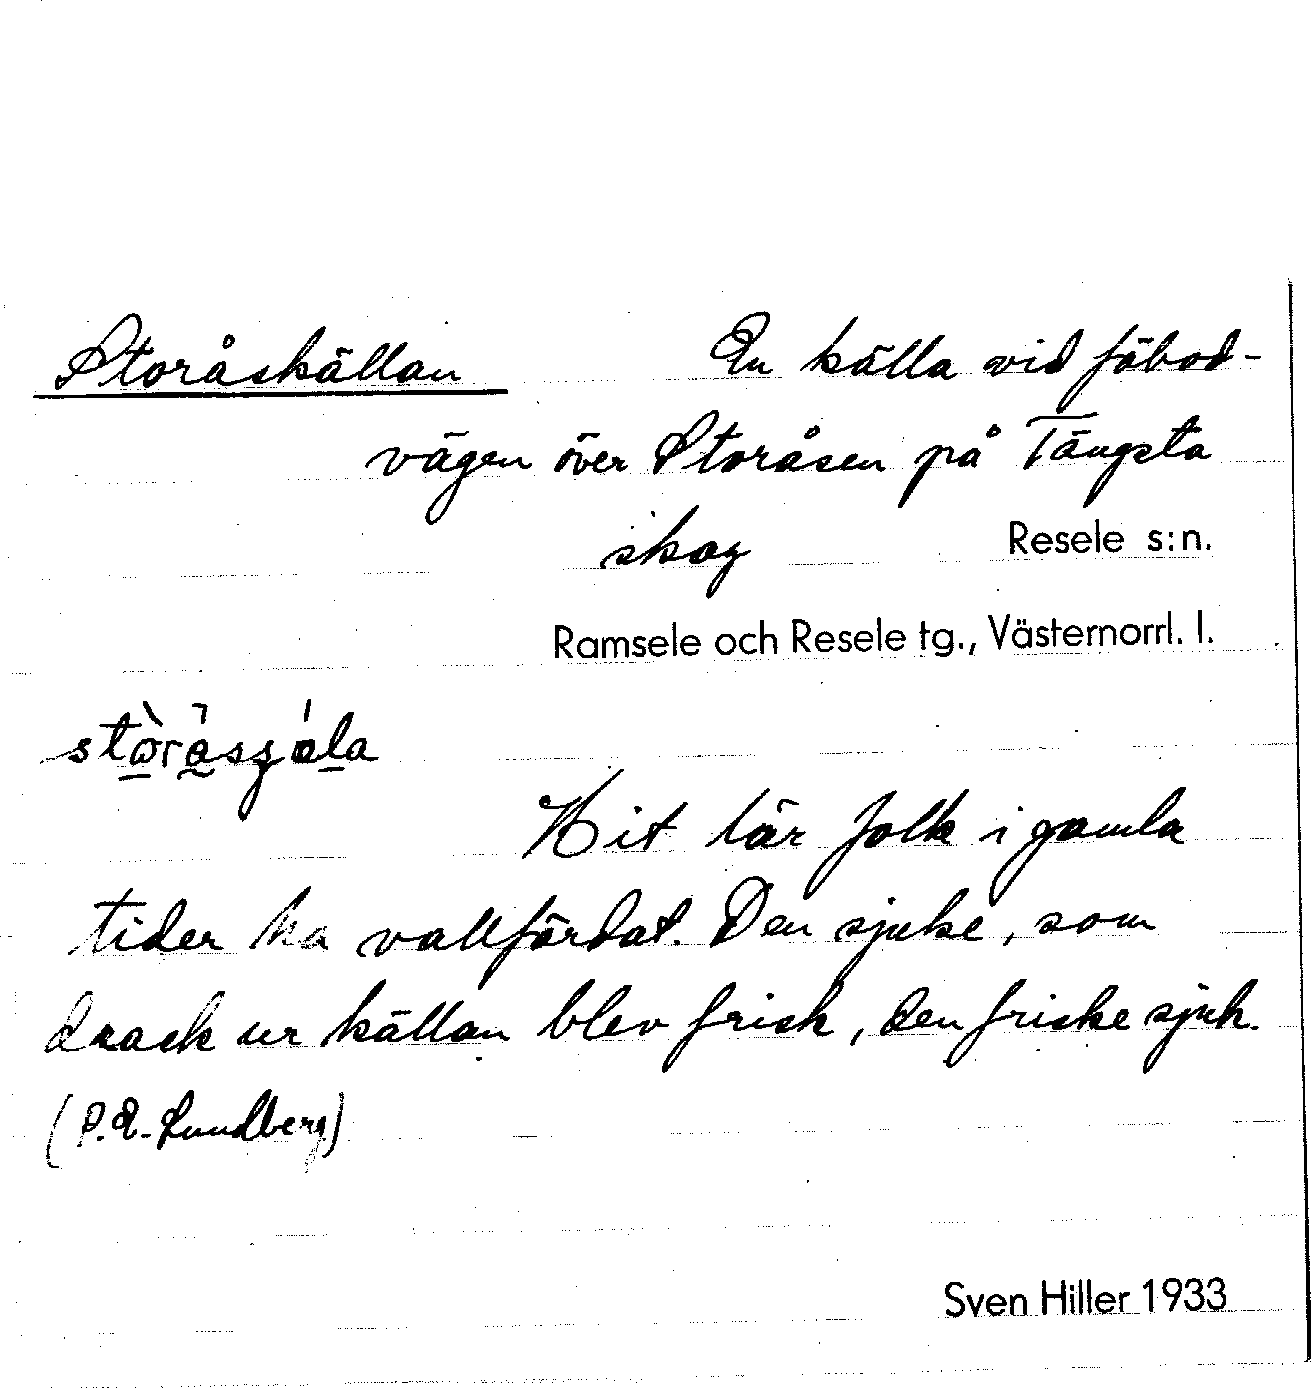 Storåskällan En källa vid fäbod-
vägen över Storåsen på Tängsta
skog Resele s:n.
Ramsele och Resele tg., Västernorrl. l.
Hit lär folk i gamla
tider ha vallfärdat. Den sjuke, som
drack ur källan blev frisk, den friske sjuk.
(P.E. Lundberg)
Sven Hiller 1933